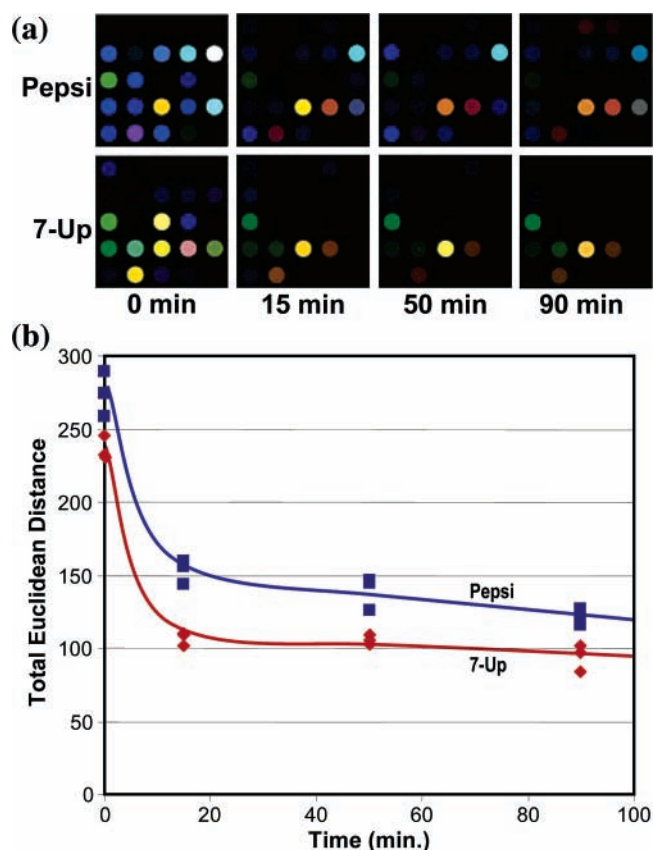 (a)
Pepsi
7-Up
0 min 15 min 50 min 90 min
(b)
300
250
200
150
100
50
0
Total Euclidean Distance
Pepsi
7-Up
0 20 40 60 80 100
Time (min.)